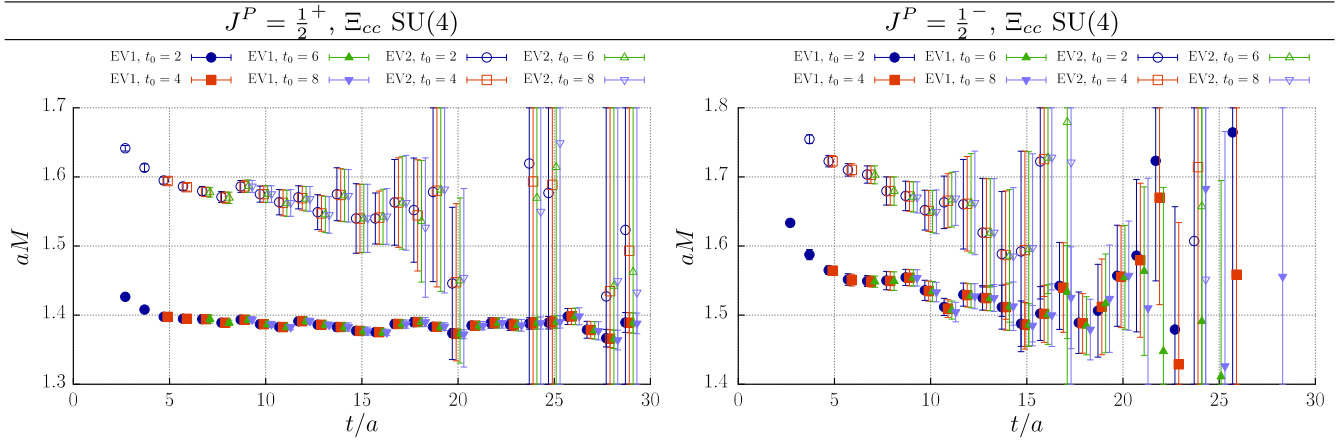 J^P = 1/2^+, Ξ_cc SU(4)
EV1, t_0 = 2 EV1, t_0 = 6 EV2, t_0 = 2 EV2, t_0 = 6
EV1, t_0 = 4 EV1, t_0 = 8 EV2, t_0 = 4 EV2, t_0 = 8
1.7
1.6
1.5
1.4
1.3
aM
0 5 10 15 20 25 30
t/a
J^P = 1/2^-, Ξ_cc SU(4)
EV1, t_0 = 2 EV1, t_0 = 6 EV2, t_0 = 2 EV2, t_0 = 6
EV1, t_0 = 4 EV1, t_0 = 8 EV2, t_0 = 4 EV2, t_0 = 8
1.8
1.7
1.6
1.5
1.4
aM
0 5 10 15 20 25 30
t/a